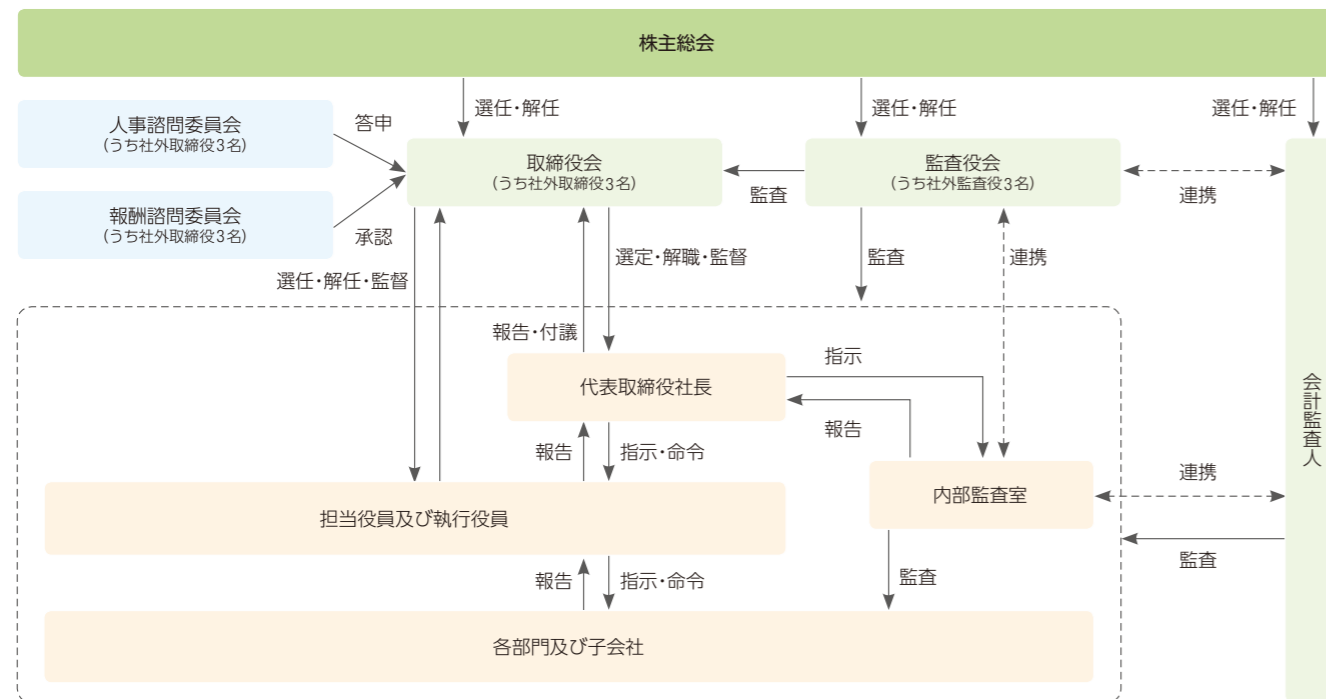 株主総会
選任・解任
選任・解任
選任・解任
人事諮問委員会
(うち社外取締役3名)
答申
取締役会
(うち社外取締役3名)
監査役会
(うち社外監査役3名)
監査
連携
報酬諮問委員会
(うち社外取締役3名)
承認
選任・解任・監督
選定・解職・監督
監査
連携
報告・付議
代表取締役社長
指示
報告
会計監査人
報告
指示・命令
担当役員及び執行役員
内部監査室
連携
監査
報告
指示・命令
監査
各部門及び子会社